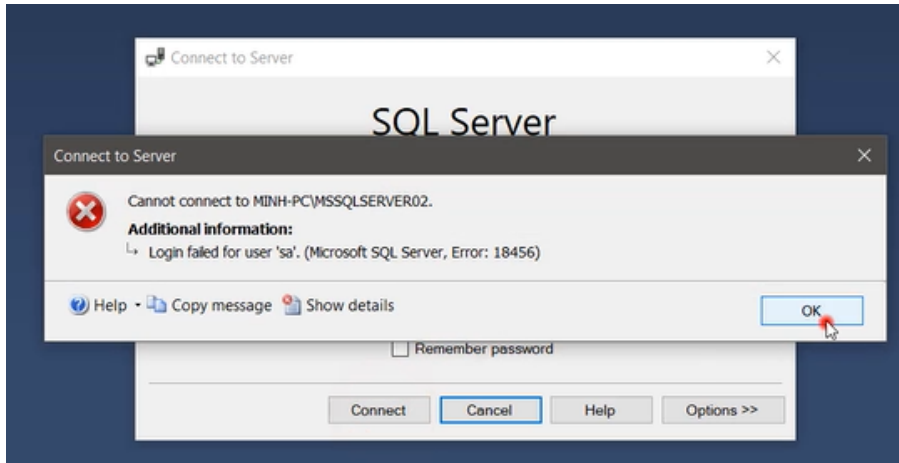 Connect to Server
SQL Server
Connect to Server
Cannot connect to MINH-PC\MSSQLSERVER02.
Additional information:
Login failed for user 'sa'. (Microsoft SQL Server, Error: 18456)
Help Copy message Show details OK
Remember password
Connect Cancel Help Options >>